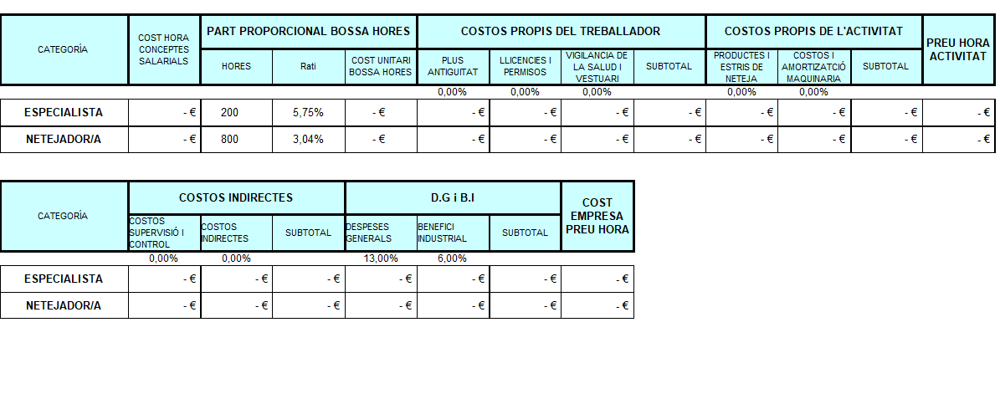 CATEGORÍA
COST HORA
CONCEPTES
SALARIALS
PART PROPORCIONAL BOSSA HORES
COSTOS PROPIS DEL TREBALLADOR
COSTOS PROPIS DE L'ACTIVITAT
PREU HORA
ACTIVITAT
HORES
Rati
COST UNITARI
BOSSA HORES
PLUS
ANTIGUITAT
LLICENCIES I
PERMISOS
VIGILANCIA DE
LA SALUD I
VESTUARI
SUBTOTAL
PRODUCTES I
ESTRIS DE
NETEJA
COSTOS I
AMORTIZATCIÓ
MAQUINARIA
SUBTOTAL
0,00% 0,00% 0,00% 0,00% 0,00%
ESPECIALISTA - € 200 5,75% - € - € - € - € - € - € - € - € - €
NETEJADOR/A - € 800 3,04% - € - € - € - € - € - € - € - € - €
CATEGORÍA
COSTOS INDIRECTES
D.G i B.I
COST
EMPRESA
PREU HORA
COSTOS
SUPERVISIÓ I
CONTROL
COSTOS
INDIRECTES
SUBTOTAL
DESPESES
GENERALS
BENEFICI
INDUSTRIAL
SUBTOTAL
0,00% 0,00% 13,00% 6,00%
ESPECIALISTA - € - € - € - € - € - € - €
NETEJADOR/A - € - € - € - € - € - € - €